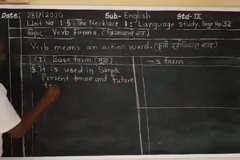 Date: 28/7/2020 Sub- English Std-IX
Unit No 1.5. The Necklace Language Study, Page No 32
Topic: Verb forms.
Verb means an action word.
(1) Base form (मूळ)
-s form
It is used in Simple
Present tense and Future